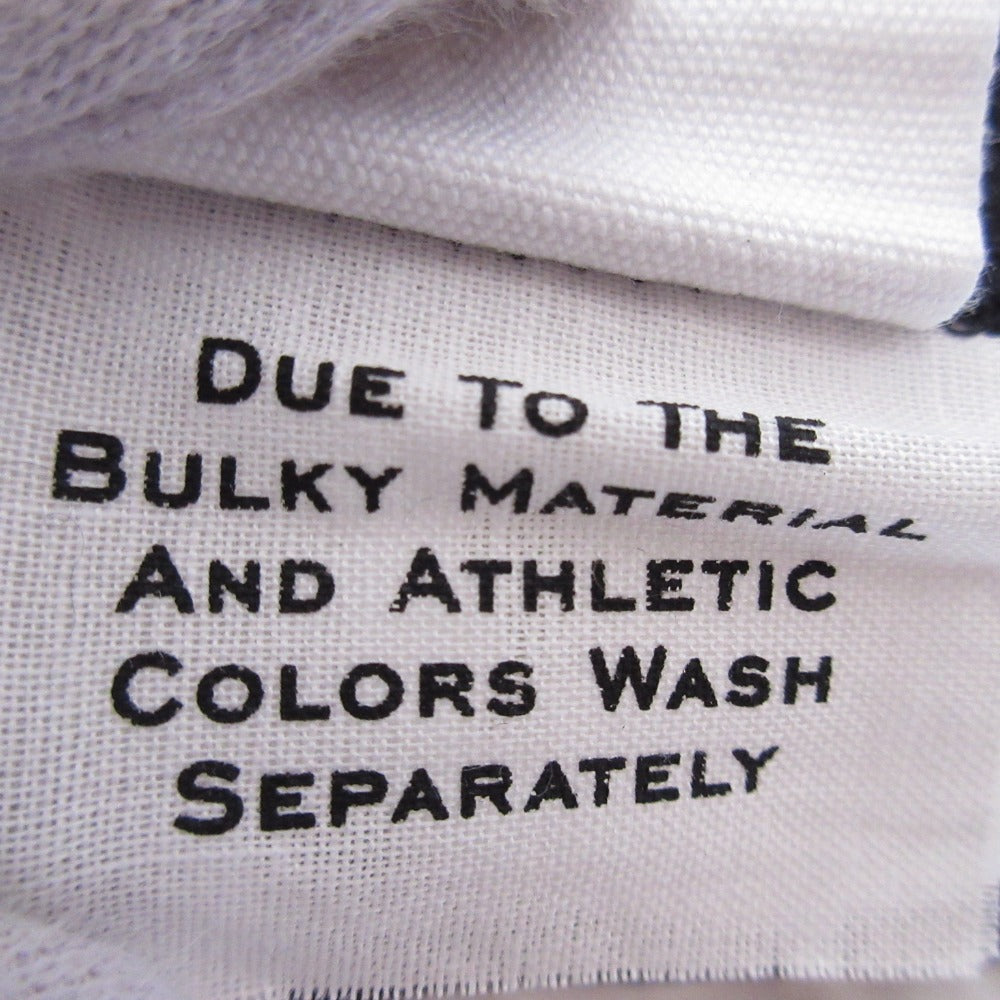 DUE TO THE
BULKY MATERIAL
AND ATHLETIC
COLORS WASH
SEPARATELY